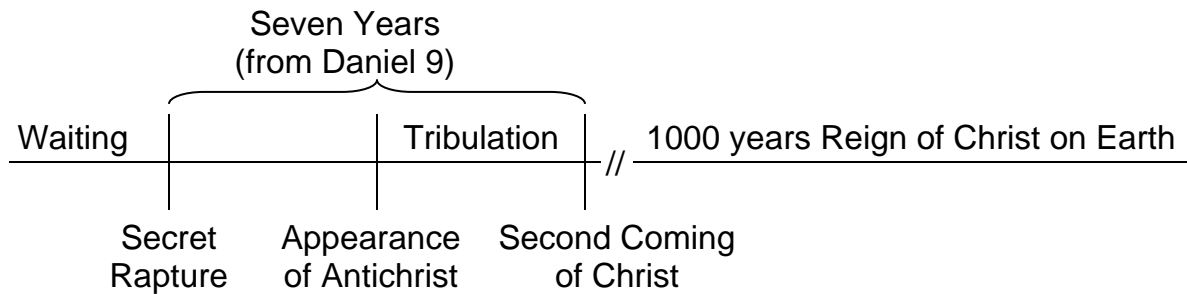 Seven Years
(from Daniel 9)
Waiting
Tribulation
// 1000 years Reign of Christ on Earth
Secret
Rapture
Appearance
of Antichrist
Second Coming
of Christ